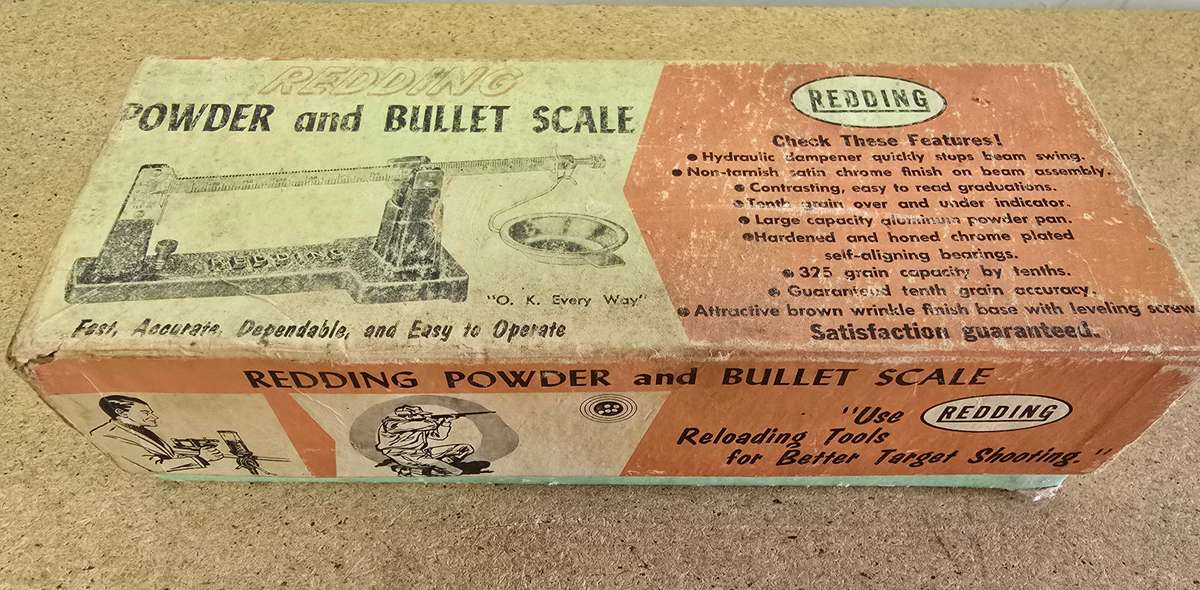 REDDING
POWDER and BULLET SCALE
REDDING
"O. K. Every Way"
Fast, Accurate, Dependable, and Easy to Operate
REDDING
Check These Features!
● Hydraulic dampener quickly stops beam swing.
● Non-tarnish satin chrome finish on beam assembly.
● Contrasting, easy to read graduations.
● Tenth grain over and under indicator.
● Large capacity aluminum powder pan.
● Hardened and honed chrome plated
self-aligning bearings.
● 325 grain capacity by tenths.
● Guaranteed tenth grain accuracy.
● Attractive brown wrinkle finish base with leveling screw
Satisfaction guaranteed.
REDDING POWDER and BULLET SCALE
"Use REDDING
Reloading Tools
for Better Target Shooting."